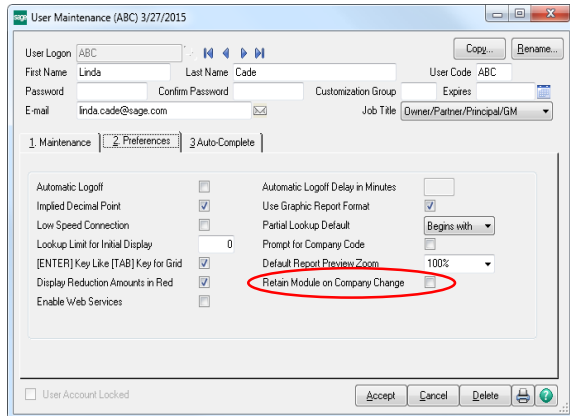 sage User Maintenance (ABC) 3/27/2015
User Logon ABC Copy... Rename...
First Name Linda Last Name Cade User Code ABC
Password Confirm Password Customization Group Expires
E-mail linda.cade@sage.com Job Title Owner/Partner/Principal/GM
1. Maintenance 2. Preferences 3 Auto-Complete
Automatic Logoff Automatic Logoff Delay in Minutes
Implied Decimal Point Use Graphic Report Format
Low Speed Connection Partial Lookup Default Begins with
Lookup Limit for Initial Display 0 Prompt for Company Code
[ENTER] Key Like [TAB] Key for Grid Default Report Preview Zoom 100%
Display Reduction Amounts in Red Retain Module on Company Change
Enable Web Services
User Account Locked Accept Cancel Delete ?